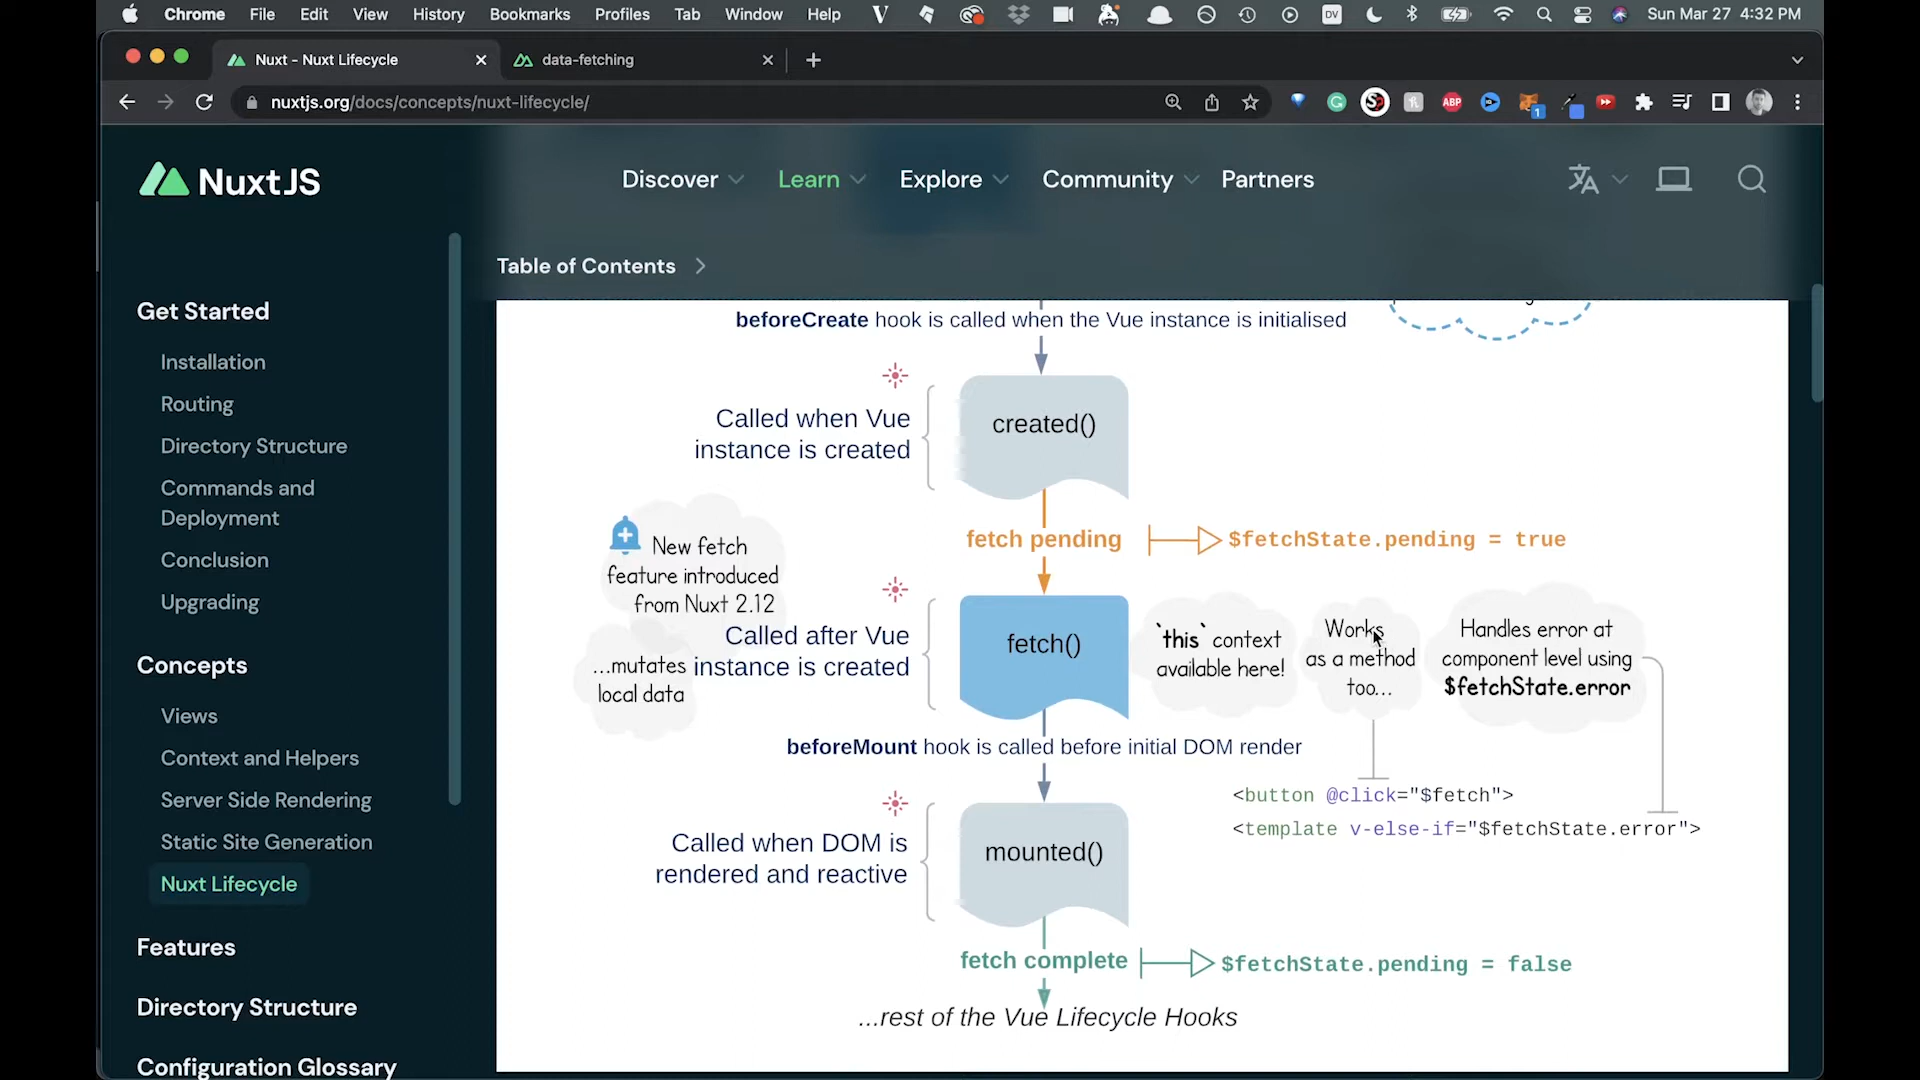 Chrome File Edit View History Bookmarks Profiles Tab Window Help DV Sun Mar 27 4:32 PM
Nuxt - Nuxt Lifecycle
data-fetching
nuxtjs.org/docs/concepts/nuxt-lifecycle/
ABP
1
NuxtJS
Discover
Learn
Explore
Community
Partners
Table of Contents
Get Started
Installation
Routing
Directory Structure
Commands and
Deployment
Conclusion
Upgrading
Concepts
Views
Context and Helpers
Server Side Rendering
Static Site Generation
Nuxt Lifecycle
Features
Directory Structure
Configuration Glossary
beforeCreate hook is called when the Vue instance is initialised
Called when Vue
instance is created
created()
fetch pending
$fetchState.pending = true
New fetch
feature introduced
from Nuxt 2.12
...mutates
local data
Called after Vue
instance is created
fetch()
`this` context
available here!
Works
as a method
too...
Handles error at
component level using
$fetchState.error
beforeMount hook is called before initial DOM render
<button @click="$fetch">
<template v-else-if="$fetchState.error">
Called when DOM is
rendered and reactive
mounted()
fetch complete
$fetchState.pending = false
...rest of the Vue Lifecycle Hooks